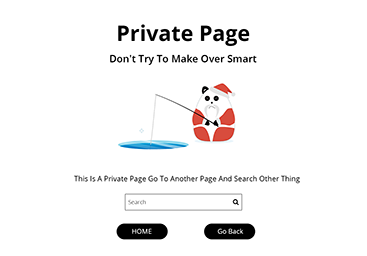 Private Page
Don't Try To Make Over Smart
This Is A Private Page Go To Another Page And Search Other Thing
Search
HOME
Go Back